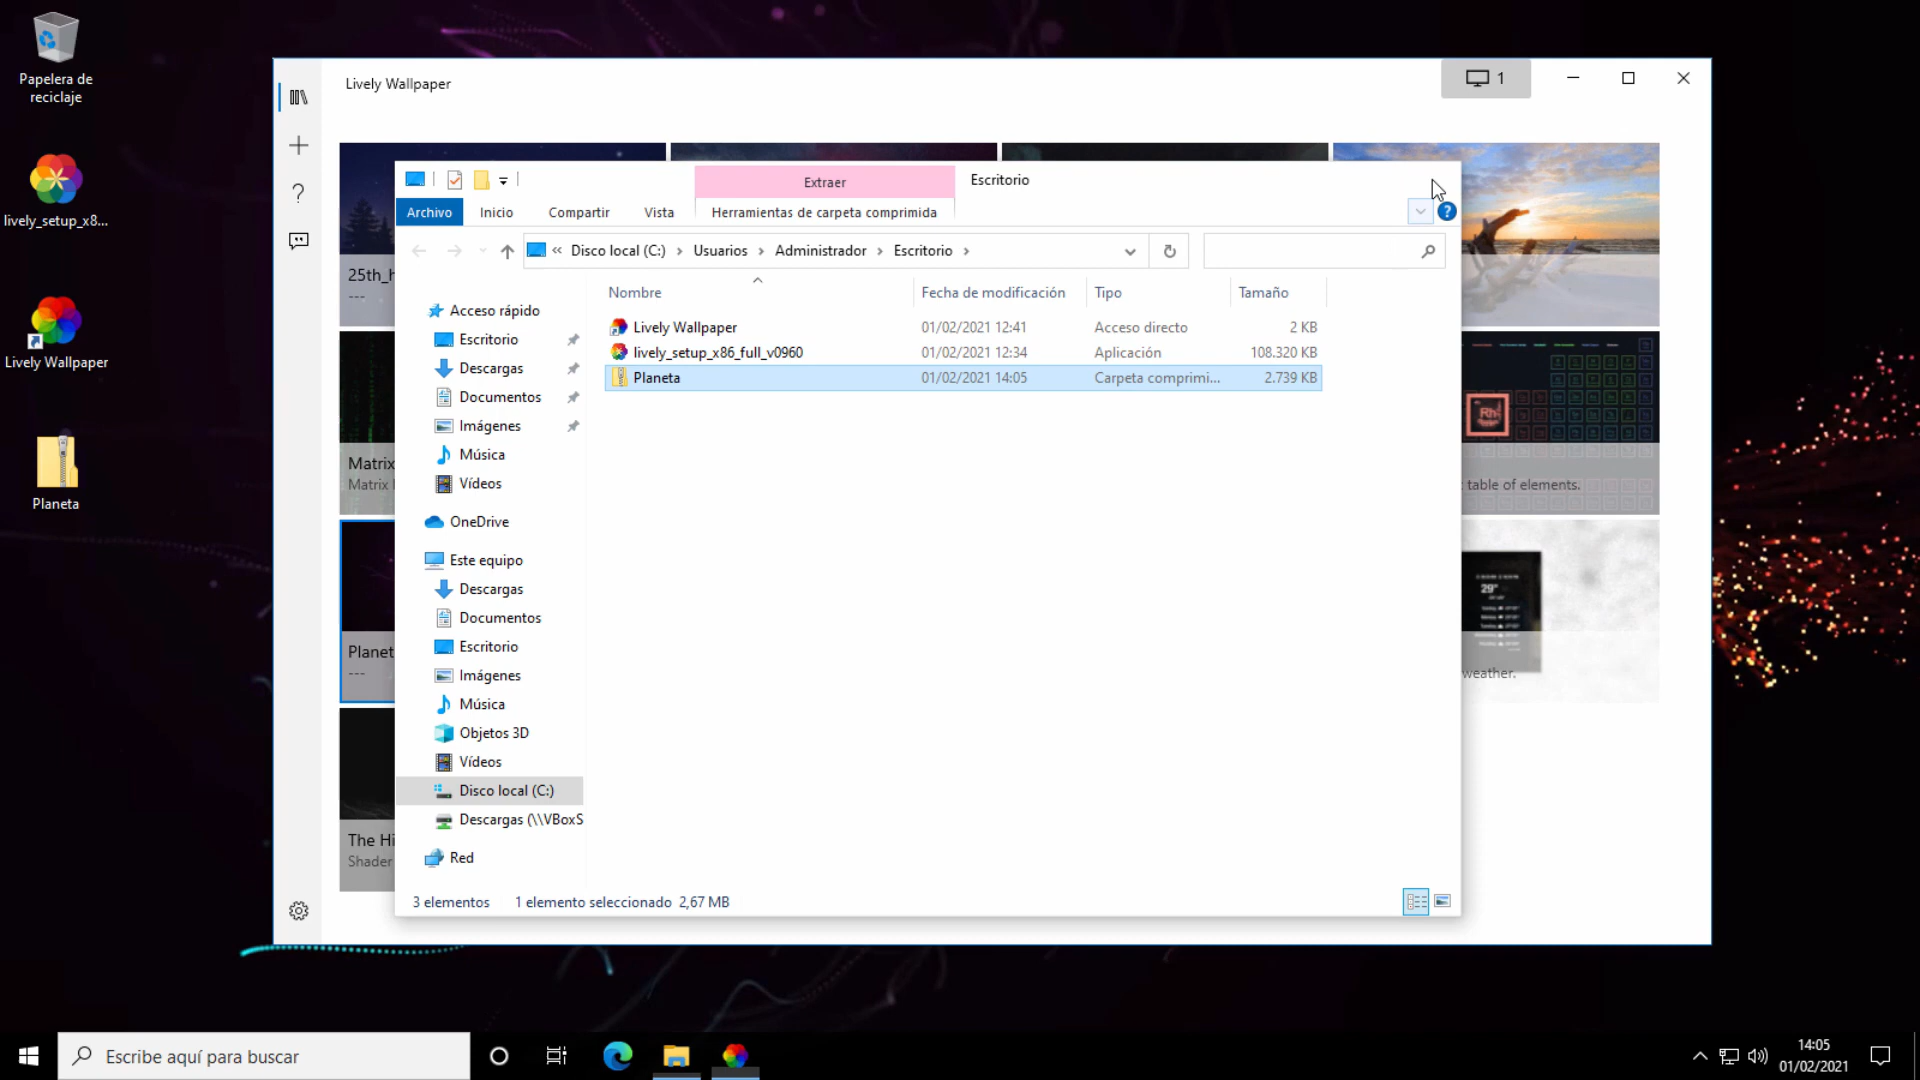 Papelera de
reciclaje
lively_setup_x8...
Lively Wallpaper
Planeta
Lively Wallpaper
1
25th_h
---
Matrix
Matrix
Planet
---
The Hi
Shader
Extraer
Escritorio
Archivo
Inicio
Compartir
Vista
Herramientas de carpeta comprimida
?
« Disco local (C:) > Usuarios > Administrador > Escritorio >
Nombre
Fecha de modificación
Tipo
Tamaño
Lively Wallpaper 01/02/2021 12:41 Acceso directo 2 KB
lively_setup_x86_full_v0960 01/02/2021 12:34 Aplicación 108.320 KB
Planeta 01/02/2021 14:05 Carpeta comprimi... 2.739 KB
Acceso rápido
Escritorio
Descargas
Documentos
Imágenes
Música
Vídeos
OneDrive
Este equipo
Descargas
Documentos
Escritorio
Imágenes
Música
Objetos 3D
Vídeos
Disco local (C:)
Descargas (\\VBoxS
Red
3 elementos
1 elemento seleccionado 2,67 MB
Rh
table of elements.
29°
weather.
Escribe aquí para buscar
14:05
01/02/2021